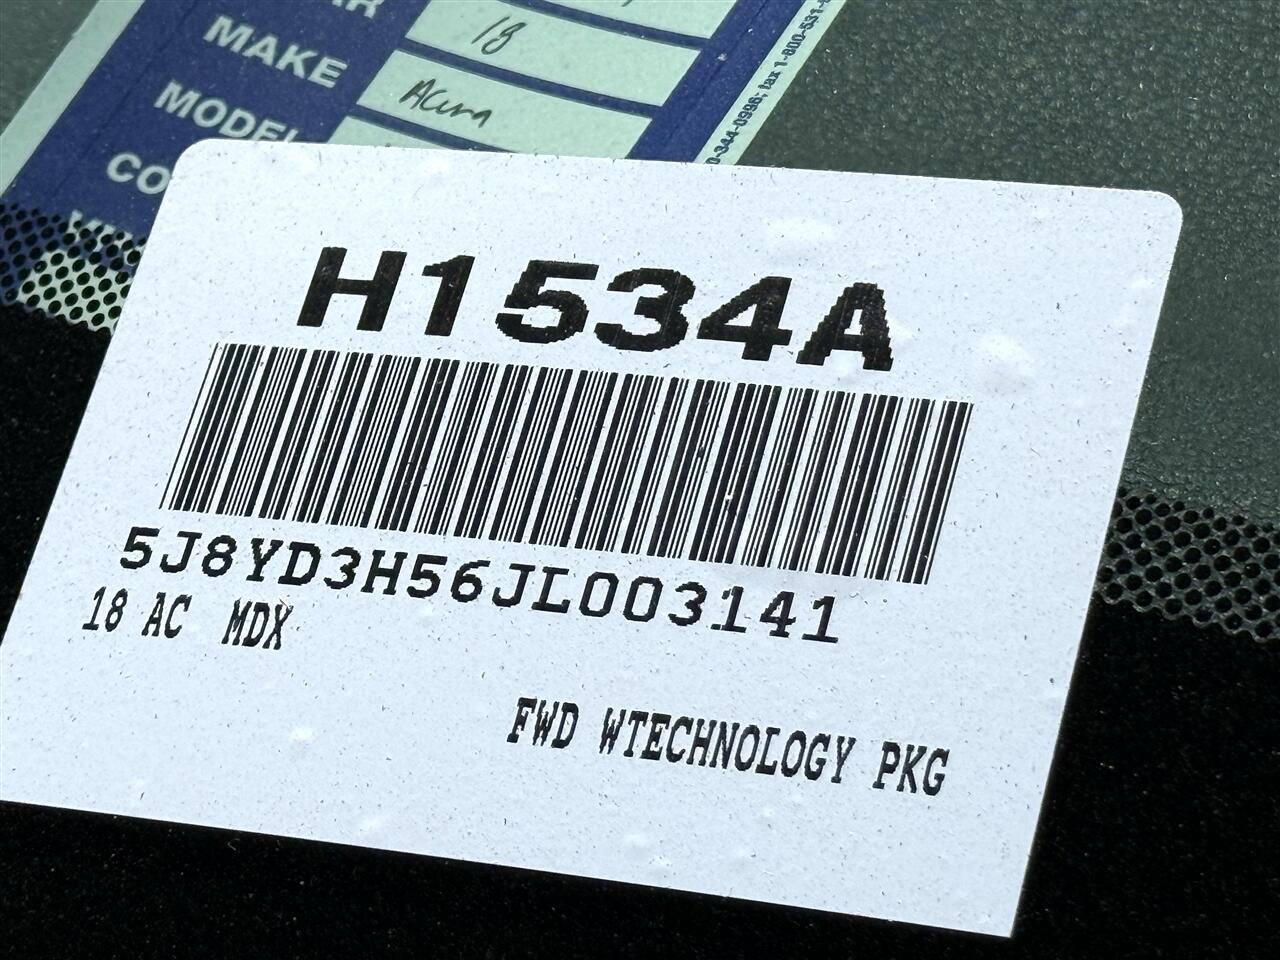 18
MAKE
Acura
MODEL
H1534A
5J8YD3H56JL003141
18 AC MDX
FWD WTECHNOLOGY PKG